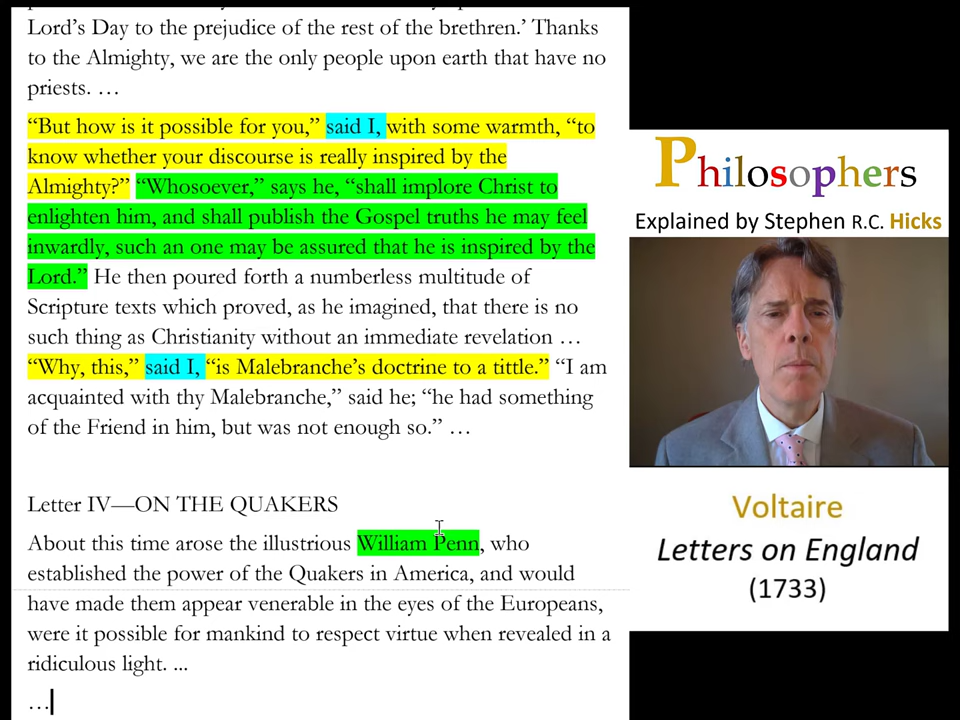 Lord’s Day to the prejudice of the rest of the brethren.’ Thanks
to the Almighty, we are the only people upon earth that have no
priests. …
“But how is it possible for you,” said I, with some warmth, “to
know whether your discourse is really inspired by the
Almighty?” “Whosoever,” says he, “shall implore Christ to
enlighten him, and shall publish the Gospel truths he may feel
inwardly, such an one may be assured that he is inspired by the
Lord.” He then poured forth a numberless multitude of
Scripture texts which proved, as he imagined, that there is no
such thing as Christianity without an immediate revelation …
“Why, this,” said I, “is Malebranche’s doctrine to a tittle.” “I am
acquainted with thy Malebranche,” said he; “he had something
of the Friend in him, but was not enough so.” …
Letter IV—ON THE QUAKERS
About this time arose the illustrious William Penn, who
established the power of the Quakers in America, and would
have made them appear venerable in the eyes of the Europeans,
were it possible for mankind to respect virtue when revealed in a
ridiculous light. ...
…
Philosophers
Explained by Stephen R.C. Hicks
Voltaire
Letters on England
(1733)